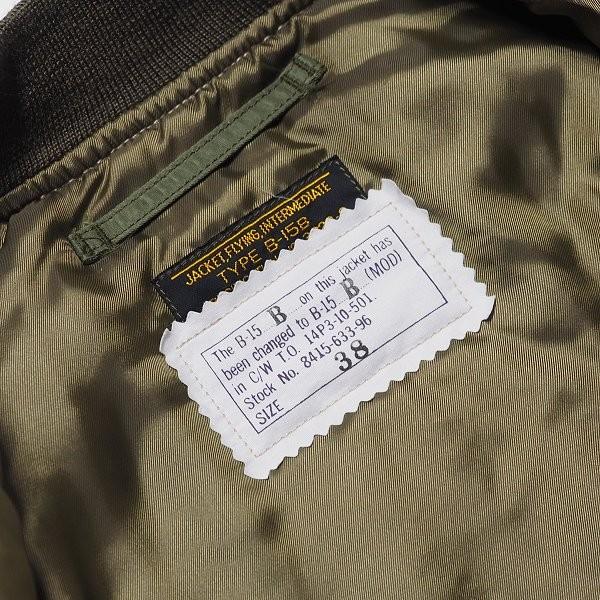 JACKET, FLYING, INTERMEDIATE
TYPE B-15B
The B-15 B on this jacket has
been changed to B-15 B (MOD)
in C/W T.O. 14P3-10-501.
Stock No. 8415-633-96
SIZE 38